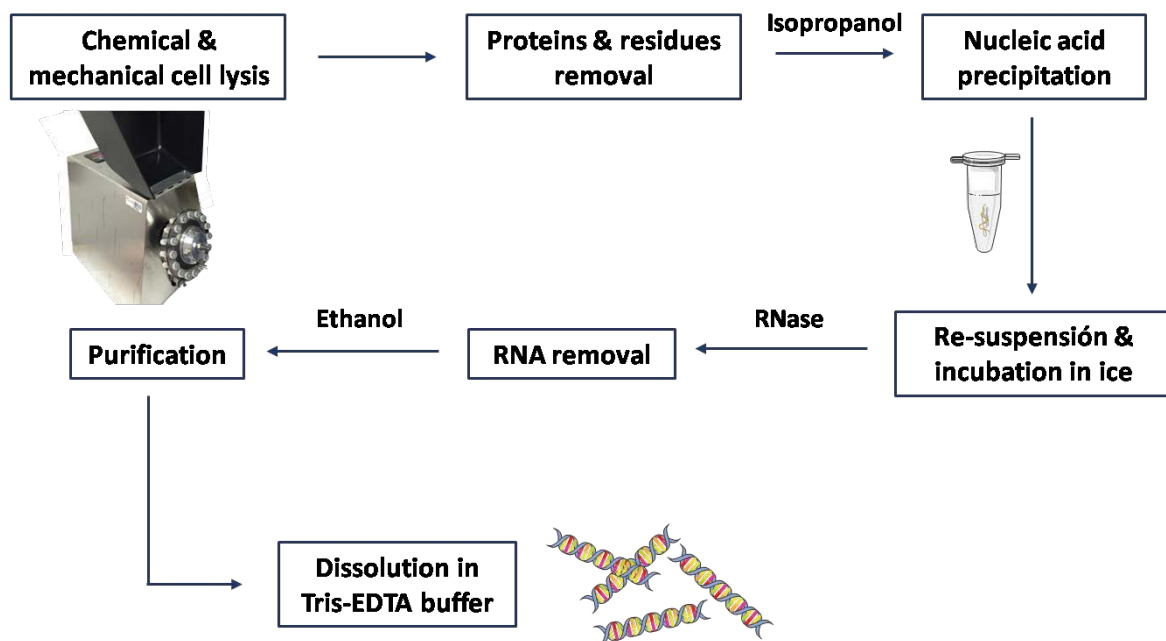 Chemical &
mechanical cell lysis
Proteins & residues
removal
Isopropanol
Nucleic acid
precipitation
Re-suspensión &
incubation in ice
RNase
RNA removal
Ethanol
Purification
Dissolution in
Tris-EDTA buffer